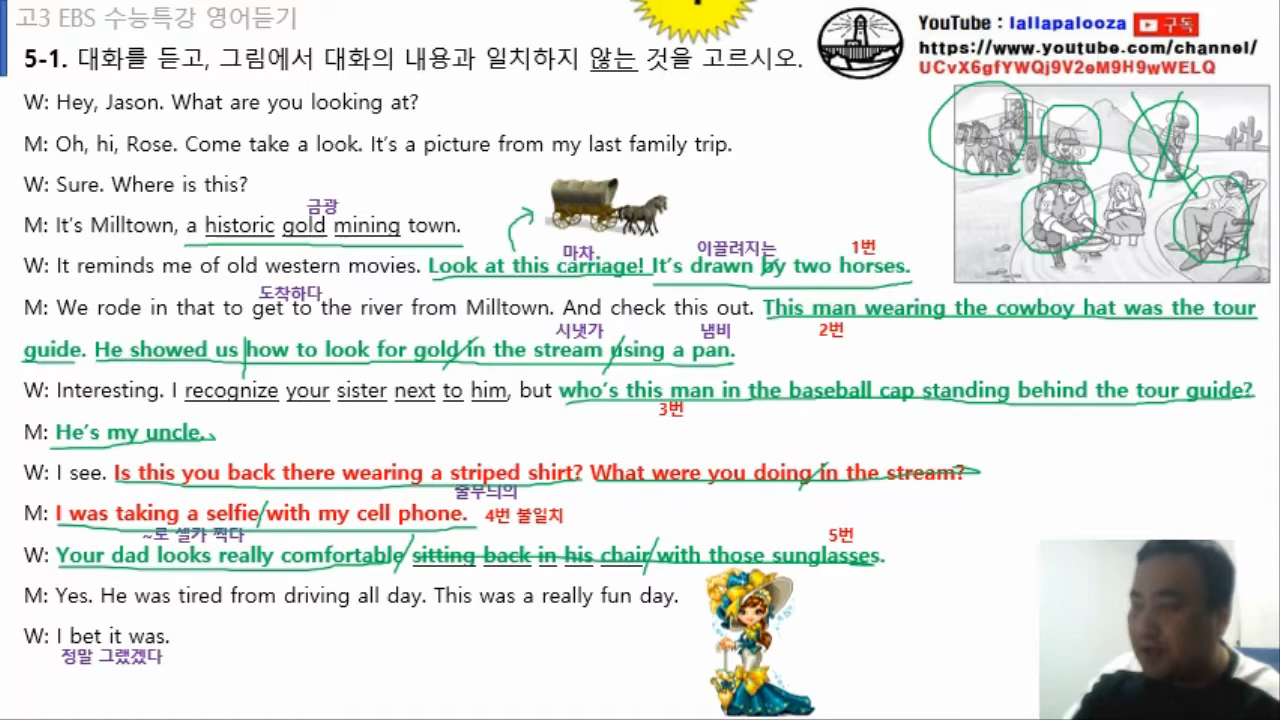 고3 EBS 수능특강 영어듣기
5-1. 대화를 듣고, 그림에서 대화의 내용과 일치하지 않는 것을 고르시오.
YouTube : lallapalooza 구독
https://www.youtube.com/channel/
UCvX6gfYWQj9V2eM9H9wWELQ
W: Hey, Jason. What are you looking at?
M: Oh, hi, Rose. Come take a look. It's a picture from my last family trip.
W: Sure. Where is this?
금광
M: It's Milltown, a historic gold mining town.
마차 이끌려지는 1번
W: It reminds me of old western movies. Look at this carriage! It's drawn by two horses.
도착하다
M: We rode in that to get to the river from Milltown. And check this out. This man wearing the cowboy hat was the tour
시냇가 냄비 2번
guide. He showed us how to look for gold in the stream using a pan.
W: Interesting. I recognize your sister next to him, but who's this man in the baseball cap standing behind the tour guide?
3번
M: He's my uncle.
W: I see. Is this you back there wearing a striped shirt? What were you doing in the stream?
줄무늬의
M: I was taking a selfie with my cell phone. 4번 불일치
~로 셀카 찍다 5번
W: Your dad looks really comfortable sitting back in his chair with those sunglasses.
M: Yes. He was tired from driving all day. This was a really fun day.
W: I bet it was.
정말 그랬겠다